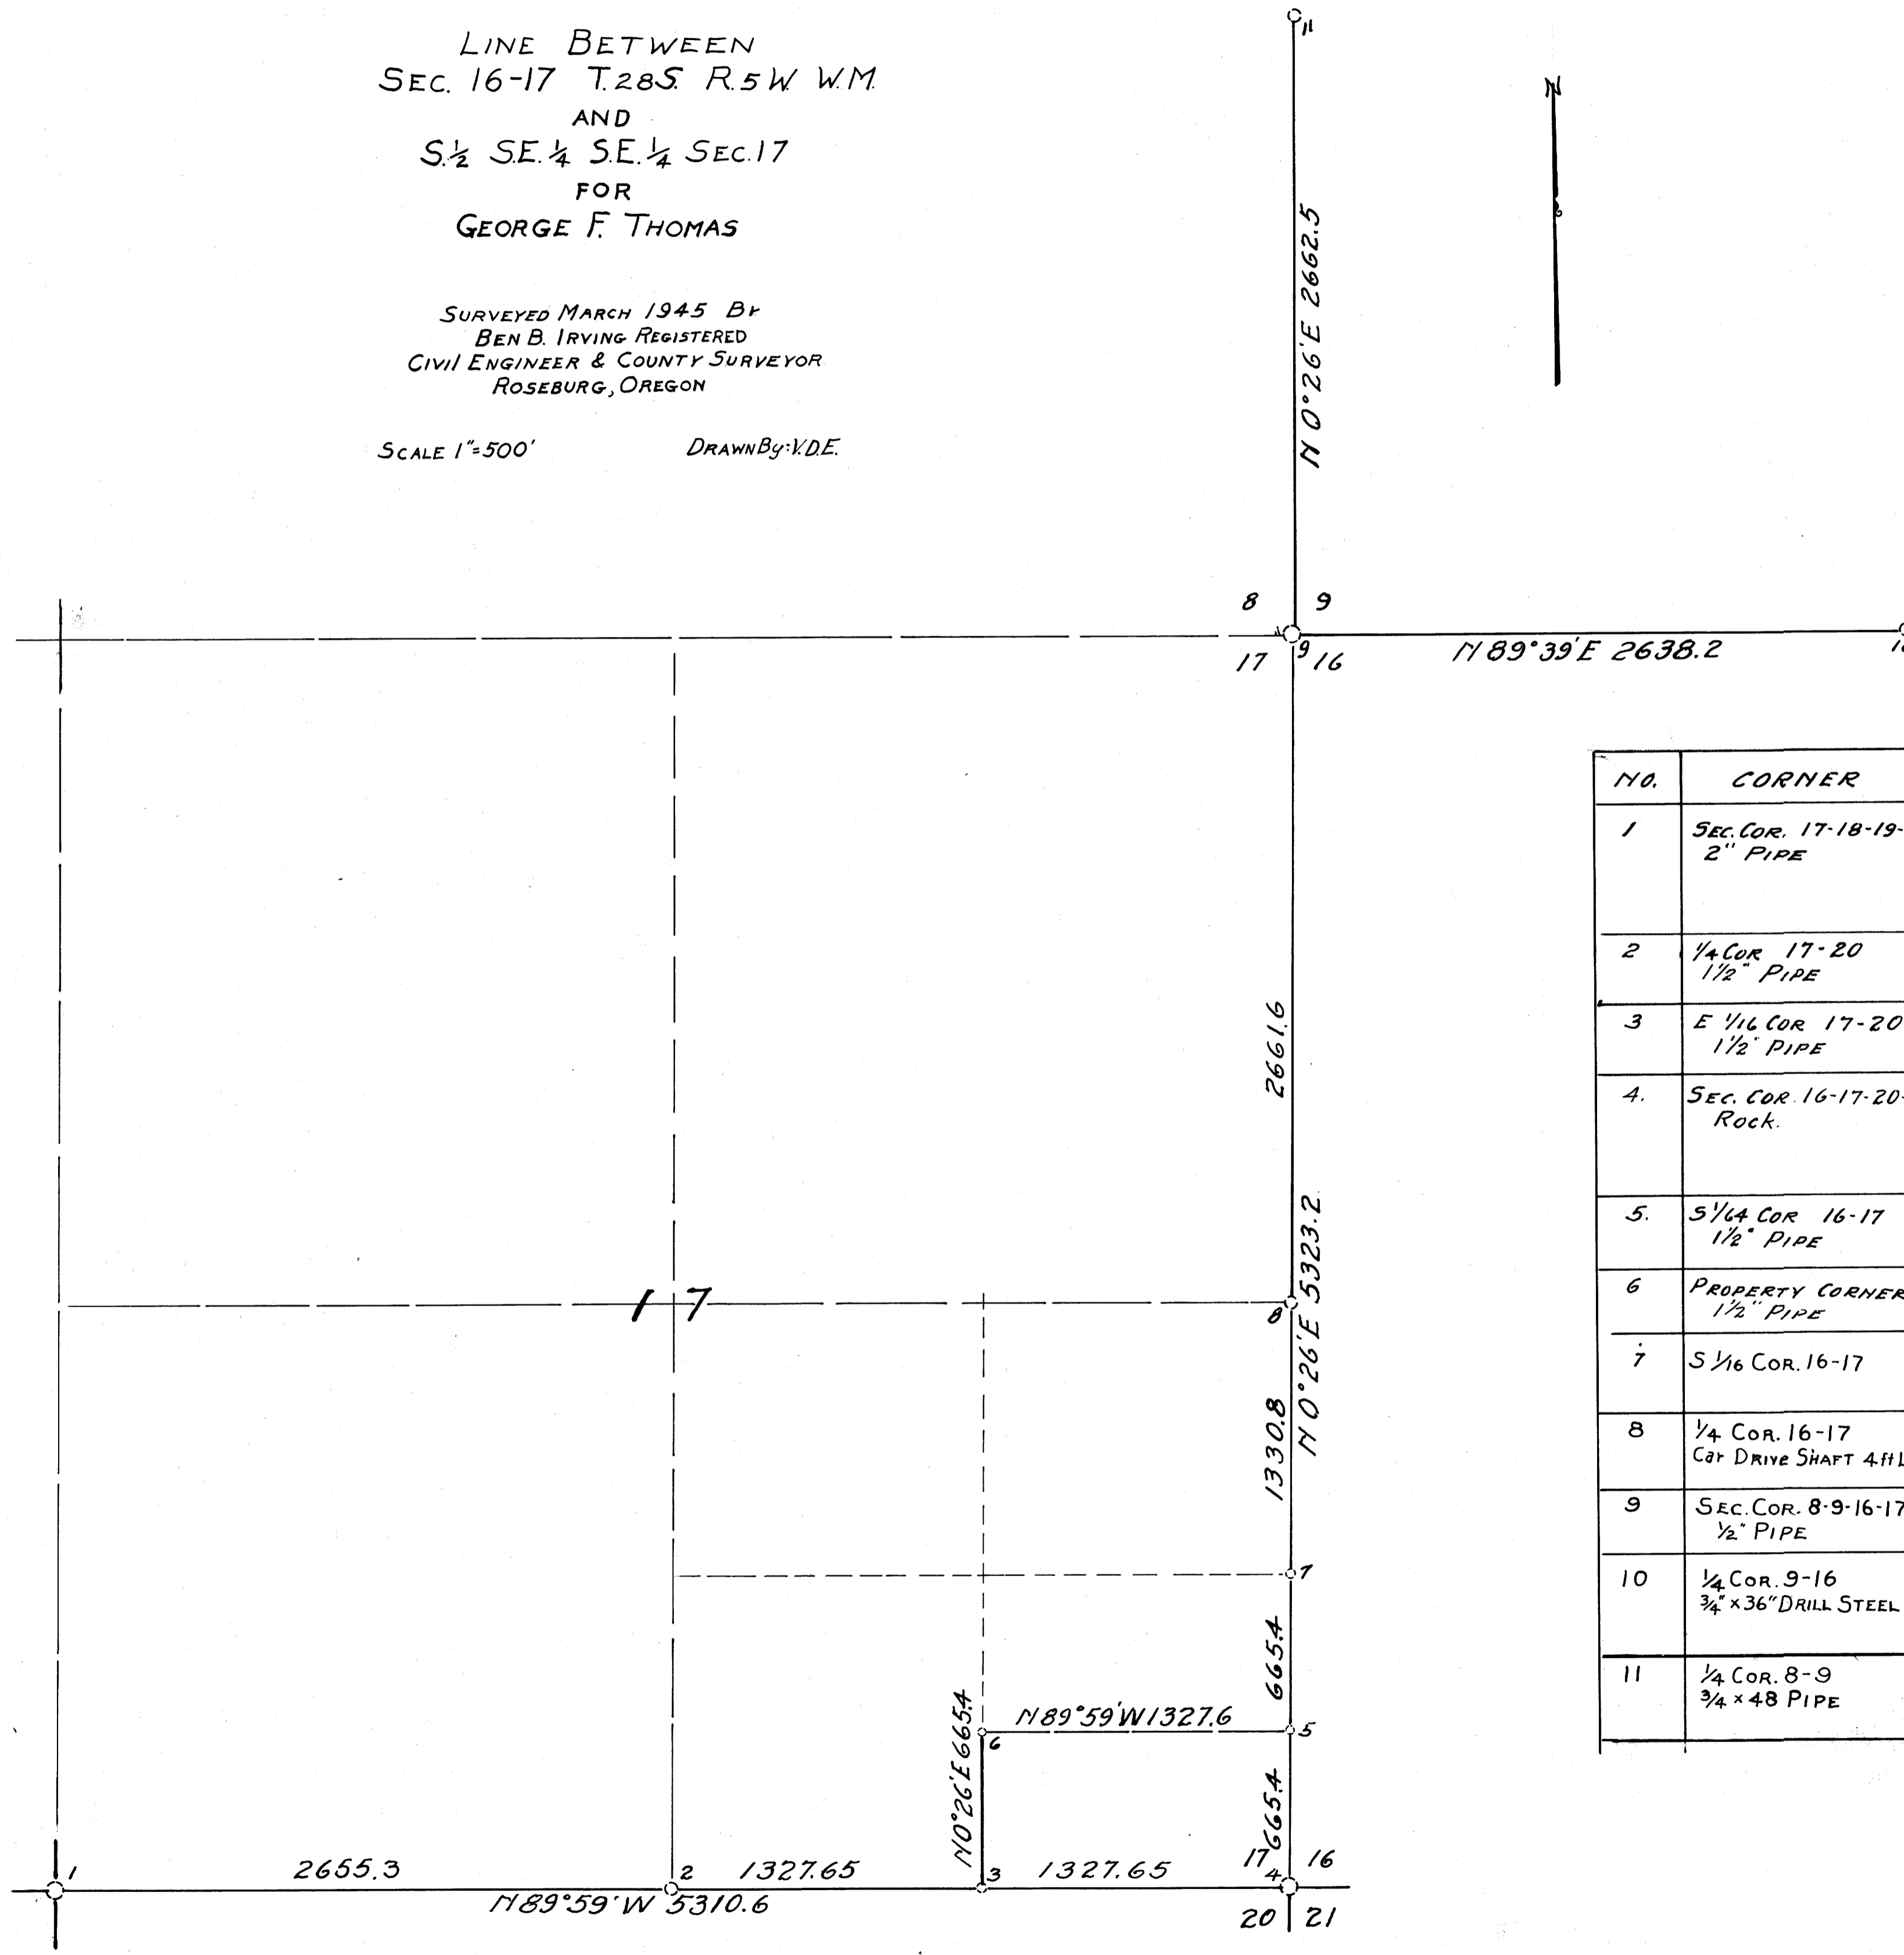 LINE BETWEEN
SEC. 16-17 T.28S. R.5W. W.M.
AND
S.½ S.E.¼ S.E.¼ SEC.17
FOR
GEORGE F. THOMAS
SURVEYED MARCH 1945 BY
BEN B. IRVING REGISTERED
CIVIL ENGINEER & COUNTY SURVEYOR
ROSEBURG, OREGON
SCALE 1"=500' DRAWN By: V.D.E.
N
11
N 0°26'E 2662.5
8 9
9
17 16
N 89°39'E 2638.2
2661.6
N 0°26'E 5323.2
17
8
1330.8
7
665.4
N 89°59'W 1327.6
6
5
N 0°26'E 665.4
665.4
17 16
1
2655.3
2
1327.65
3
1327.65
4
N 89°59'W 5310.6
20 21
NO. CORNER
1 SEC. COR. 17-18-19-
2" PIPE
2 ¼ COR 17-20
1½" PIPE
3 E 1/16 COR 17-20
1½" PIPE
4. SEC. COR. 16-17-20-
ROCK.
5. S 1/64 COR 16-17
1½" PIPE
6 PROPERTY CORNER
1½" PIPE
7 S 1/16 COR. 16-17
8 ¼ COR. 16-17
Car DRIVE SHAFT 4ft L
9 SEC. COR. 8-9-16-17
½" PIPE
10 ¼ COR. 9-16
¾" x 36" DRILL STEEL
11 ¼ COR. 8-9
¾ x 48 PIPE